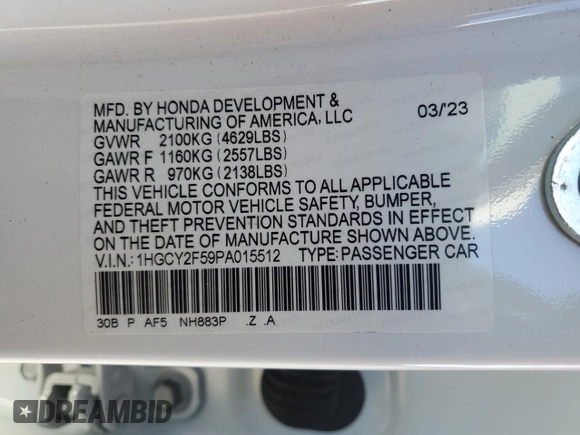 MFD. BY HONDA DEVELOPMENT & 03/'23
MANUFACTURING OF AMERICA, LLC
GVWR 2100KG (4629LBS)
GAWR F 1160KG (2557LBS)
GAWR R 970KG (2138LBS)
THIS VEHICLE CONFORMS TO ALL APPLICABLE
FEDERAL MOTOR VEHICLE SAFETY, BUMPER,
AND THEFT PREVENTION STANDARDS IN EFFECT
ON THE DATE OF MANUFACTURE SHOWN ABOVE.
V.I.N.:1HGCY2F59PA015512 TYPE:PASSENGER CAR
30B P AF5 NH883P .Z .A
DREAMBID